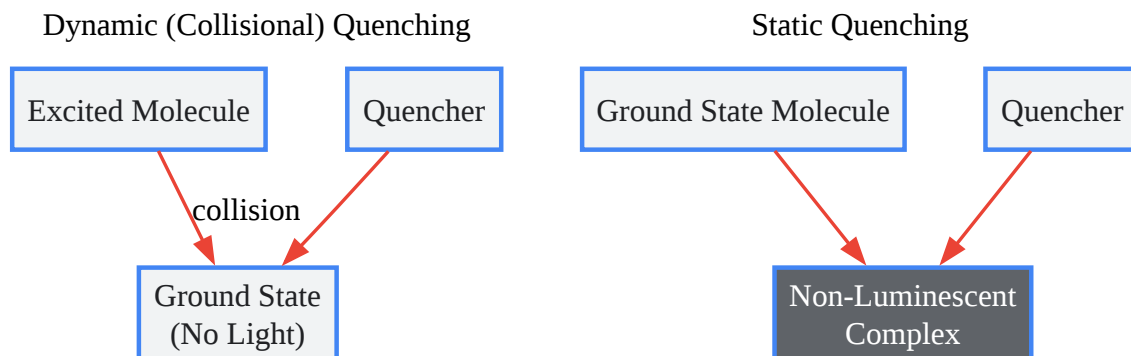 Dynamic (Collisional) Quenching
Excited Molecule
Quencher
collision
Ground State
(No Light)
Static Quenching
Ground State Molecule
Quencher
Non-Luminescent
Complex